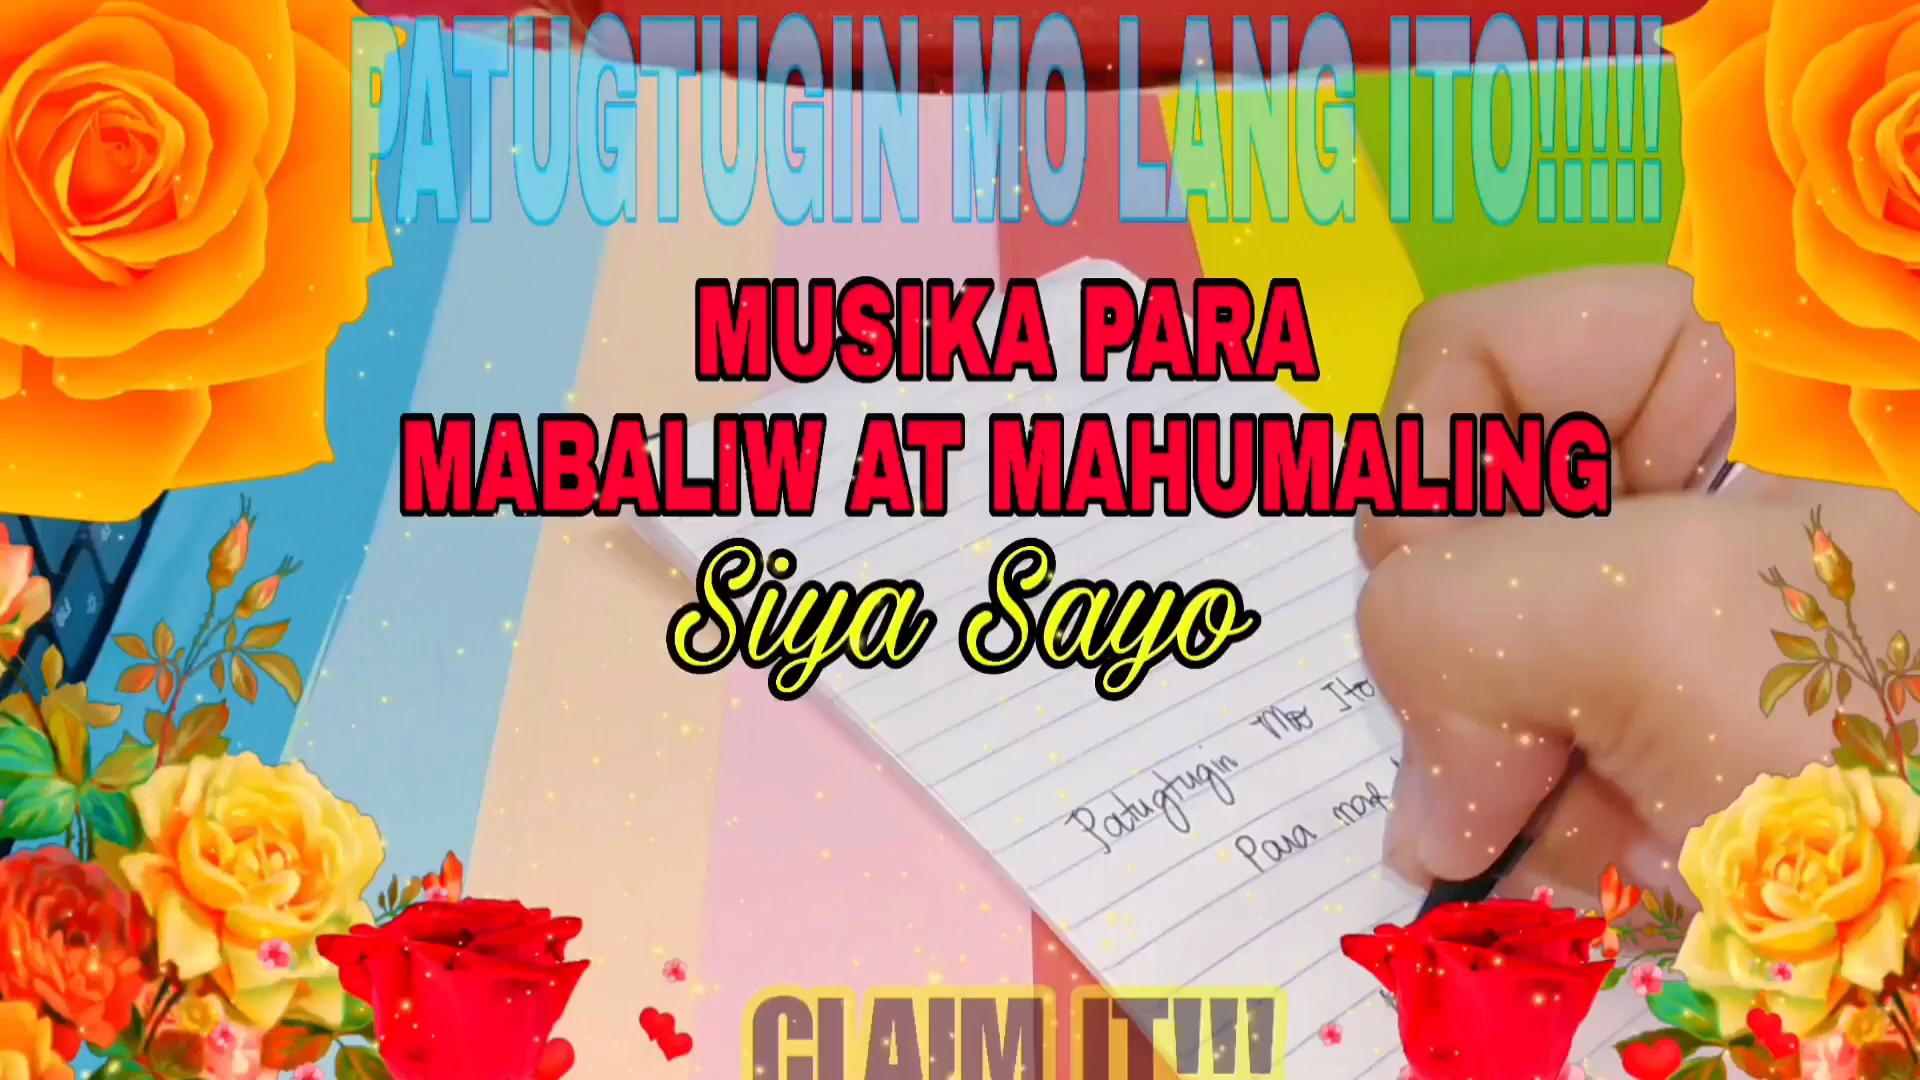 PATUGTUGIN MO LANG ITO!!!!!
MUSIKA PARA
MABALIW AT MAHUMALING
Siya Sayo
Patugtugin Mo Ito
Para
CLAIM IT!!!